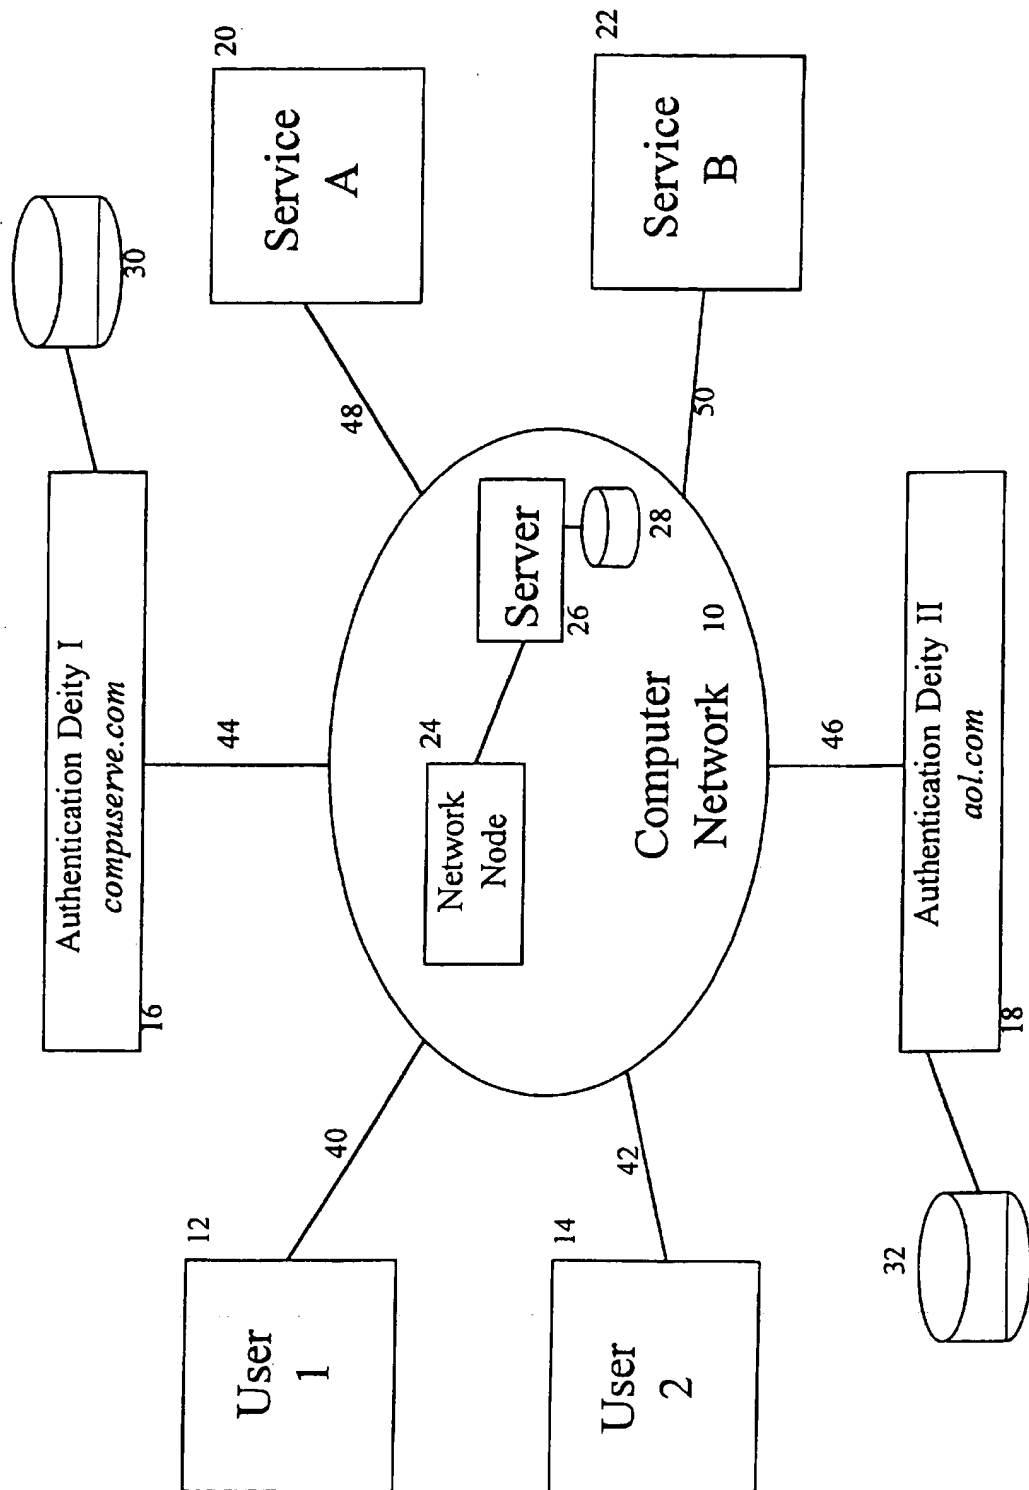 Authentication Deity I
compuserve.com
16
30
44
User
1
12
40
Service
A
20
48
Network
Node
24
Server
26
28
Computer
Network
10
User
2
14
42
Service
B
22
50
46
Authentication Deity II
aol.com
18
32